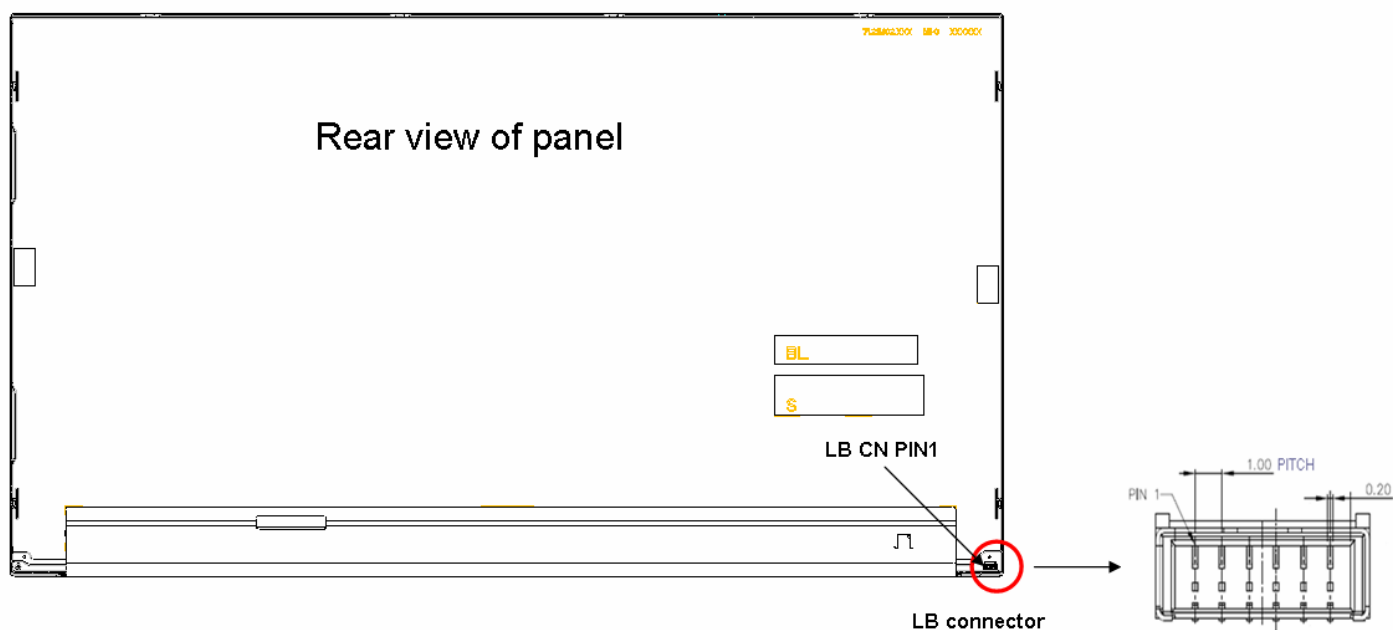 Rear view of panel
BL
S
LB CN PIN1
1.00 PITCH
PIN 1
0.20
LB connector